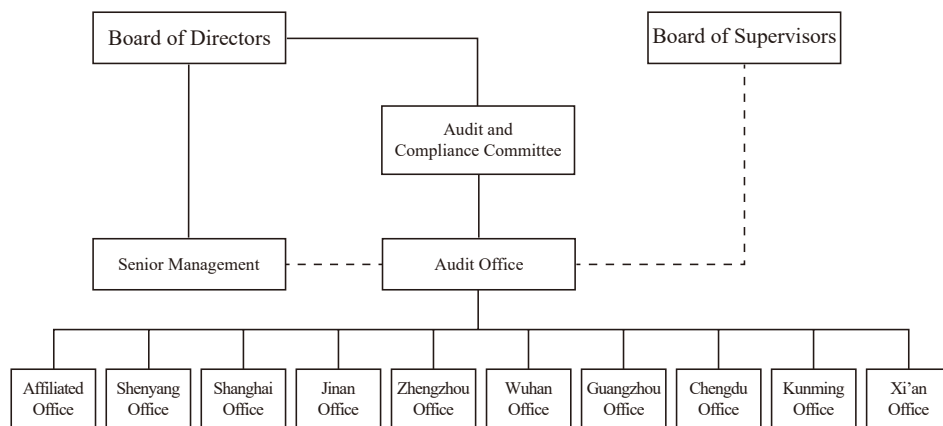 Board of Directors
Board of Supervisors
Audit and
Compliance Committee
Senior Management
Audit Office
Affiliated
Office
Shenyang
Office
Shanghai
Office
Jinan
Office
Zhengzhou
Office
Wuhan
Office
Guangzhou
Office
Chengdu
Office
Kunming
Office
Xi’an
Office